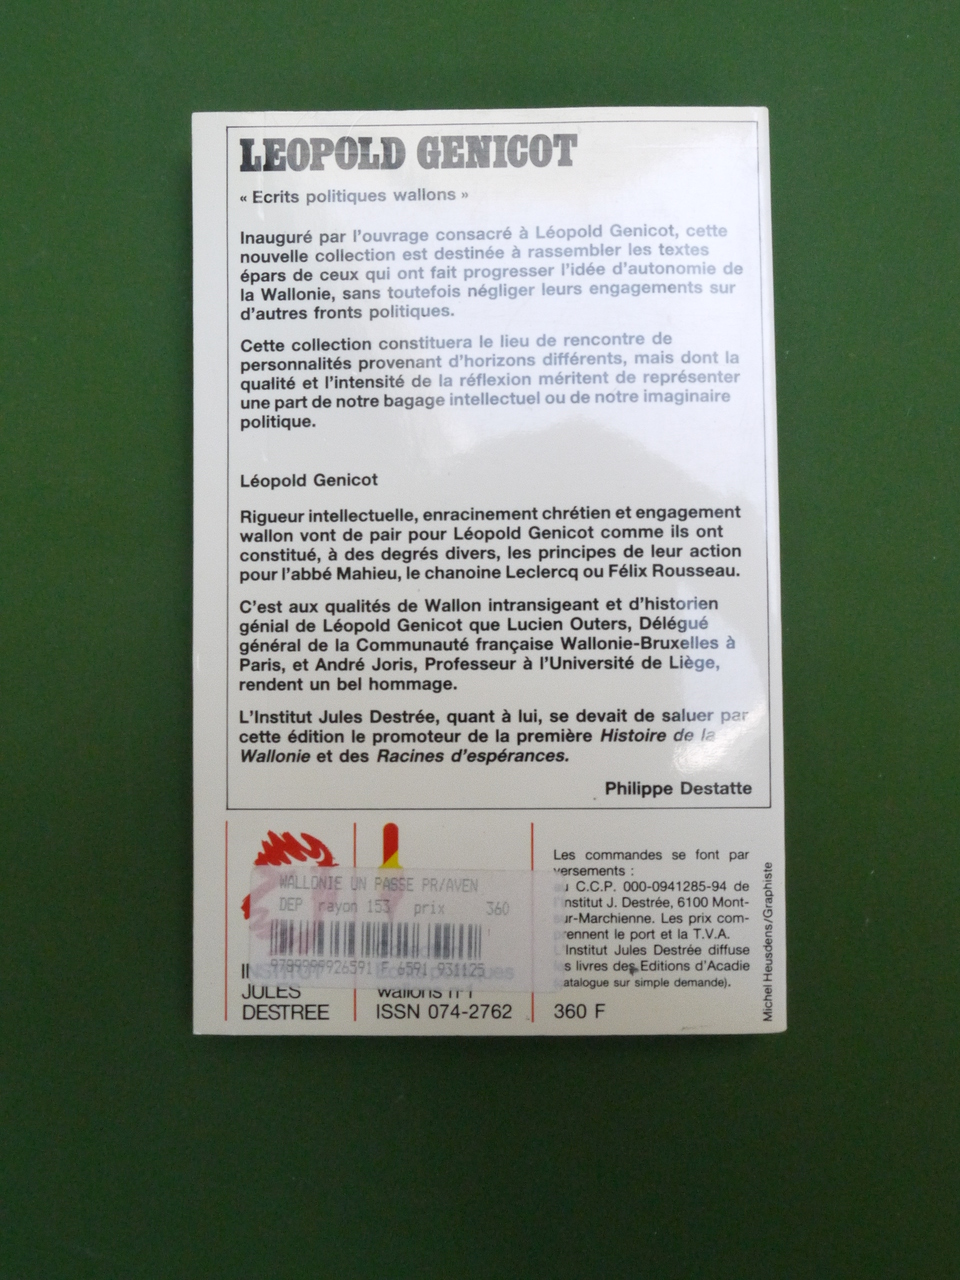 LEOPOLD GENICOT
« Ecrits politiques wallons »
Inauguré par l'ouvrage consacré à Léopold Genicot, cette
nouvelle collection est destinée à rassembler les textes
épars de ceux qui ont fait progresser l'idée d'autonomie de
la Wallonie, sans toutefois négliger leurs engagements sur
d'autres fronts politiques.
Cette collection constituera le lieu de rencontre de
personnalités provenant d'horizons différents, mais dont la
qualité et l'intensité de la réflexion méritent de représenter
une part de notre bagage intellectuel ou de notre imaginaire
politique.
Léopold Genicot
Rigueur intellectuelle, enracinement chrétien et engagement
wallon vont de pair pour Léopold Genicot comme ils ont
constitué, à des degrés divers, les principes de leur action
pour l'abbé Mahieu, le chanoine Leclercq ou Félix Rousseau.
C'est aux qualités de Wallon intransigeant et d'historien
génial de Léopold Genicot que Lucien Outers, Délégué
général de la Communauté française Wallonie-Bruxelles à
Paris, et André Joris, Professeur à l'Université de Liège,
rendent un bel hommage.
L'Institut Jules Destrée, quant à lui, se devait de saluer par
cette édition le promoteur de la première Histoire de la
Wallonie et des Racines d'espérances.
Philippe Destatte
WALLONIE UN PASSE PR/AVEN
DEP rayon 153 prix 360
F 6591 931125
JULES
DESTREE
wallons n°1
ISSN 074-2762
Les commandes se font par
versements :
au C.C.P. 000-0941285-94 de
l'Institut J. Destrée, 6100 Mont-
sur-Marchienne. Les prix com-
prennent le port et la T.V.A.
L'Institut Jules Destrée diffuse
les livres des Editions d'Acadie
(catalogue sur simple demande).
360 F
Michel Heusdens/Graphiste